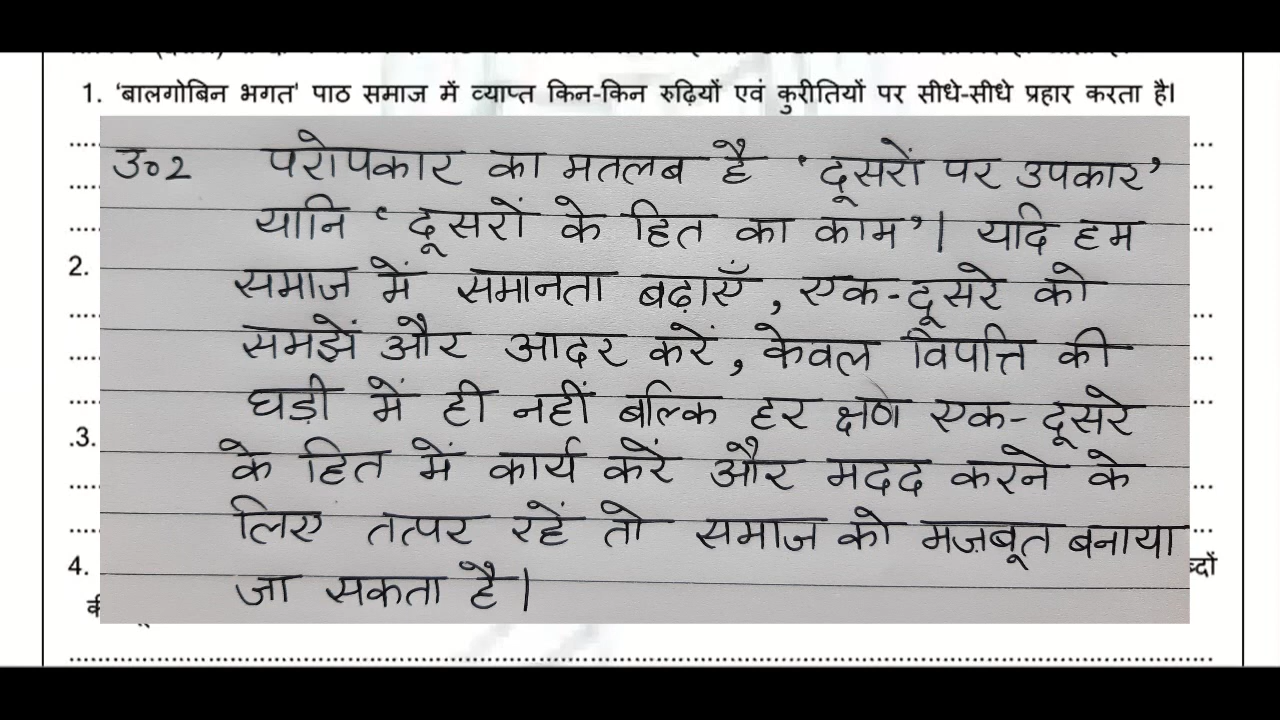 1. 'बालगोबिन भगत' पाठ समाज में व्याप्त किन-किन रुढ़ियों एवं कुरीतियों पर सीधे-सीधे प्रहार करता है।
उ०2 परोपकार का मतलब है 'दूसरों पर उपकार'
यानि 'दूसरों के हित का काम'। यदि हम
समाज में समानता बढ़ाएँ, एक-दूसरे को
2.
समझें और आदर करें, केवल विपत्ति की
घड़ी में ही नहीं बल्कि हर क्षण एक-दूसरे
.3.
के हित में कार्य करें और मदद करने के
लिए तत्पर रहें तो समाज को मज़बूत बनाया
4.
जा सकता है।